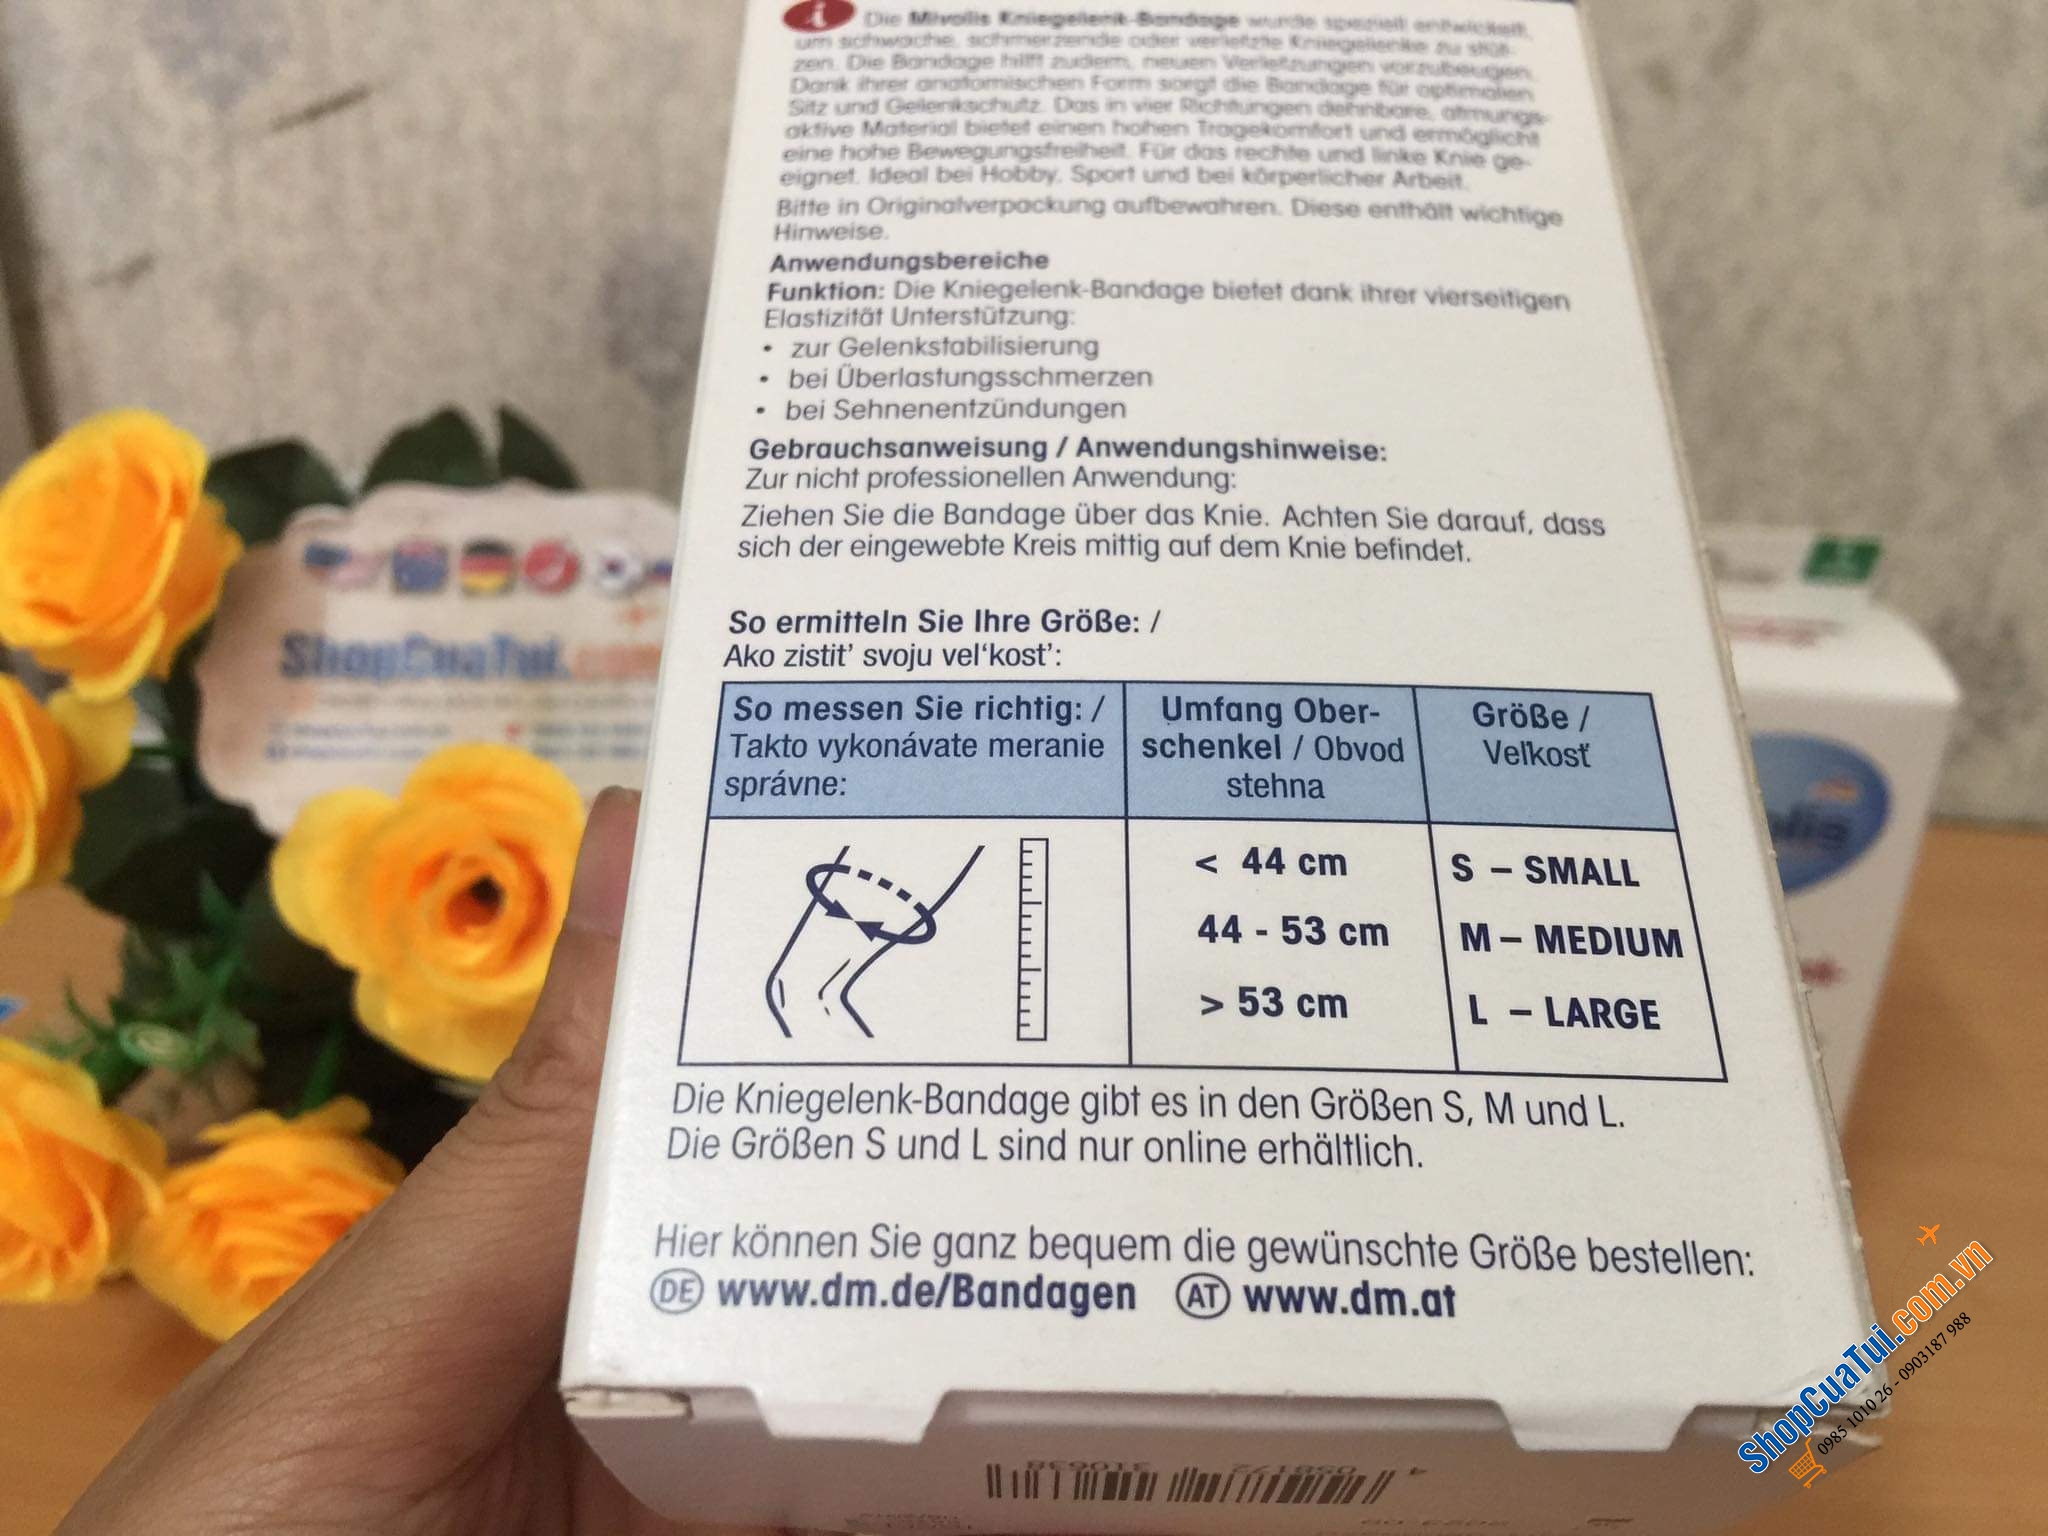 Die Mivolis Kniegelenk-Bandage wurde speziell entwickelt,
um schwache, schmerzende oder verletzte Kniegelenke zu stüt-
zen. Die Bandage hilft zudem, neuen Verletzungen vorzubeugen.
Dank ihrer anatomischen Form sorgt die Bandage für optimalen
Sitz und Gelenkschutz. Das in vier Richtungen dehnbare, atmungs-
aktive Material bietet einen hohen Tragekomfort und ermöglicht
eine hohe Bewegungsfreiheit. Für das rechte und linke Knie ge-
eignet. Ideal bei Hobby, Sport und bei körperlicher Arbeit.
Bitte in Originalverpackung aufbewahren. Diese enthält wichtige
Hinweise.
Anwendungsbereiche
Funktion: Die Kniegelenk-Bandage bietet dank ihrer vierseitigen
Elastizität Unterstützung:
• zur Gelenkstabilisierung
• bei Überlastungsschmerzen
• bei Sehnenentzündungen
Gebrauchsanweisung / Anwendungshinweise:
Zur nicht professionellen Anwendung:
Ziehen Sie die Bandage über das Knie. Achten Sie darauf, dass
sich der eingewebte Kreis mittig auf dem Knie befindet.
So ermitteln Sie Ihre Größe: /
Ako zistit' svoju vel‘kost':
So messen Sie richtig: /
Takto vykonávate meranie
správne:
Umfang Ober-
schenkel / Obvod
stehna
Größe /
Veľkosť
< 44 cm S – SMALL
44 - 53 cm M – MEDIUM
> 53 cm L – LARGE
Die Kniegelenk-Bandage gibt es in den Größen S, M und L.
Die Größen S und L sind nur online erhältlich.
Hier können Sie ganz bequem die gewünschte Größe bestellen:
DE www.dm.de/Bandagen AT www.dm.at
4 058172 310638
ShopCuaTui.com
ShopCuaTui.com.vn
0985 1010 26 - 0903187 988